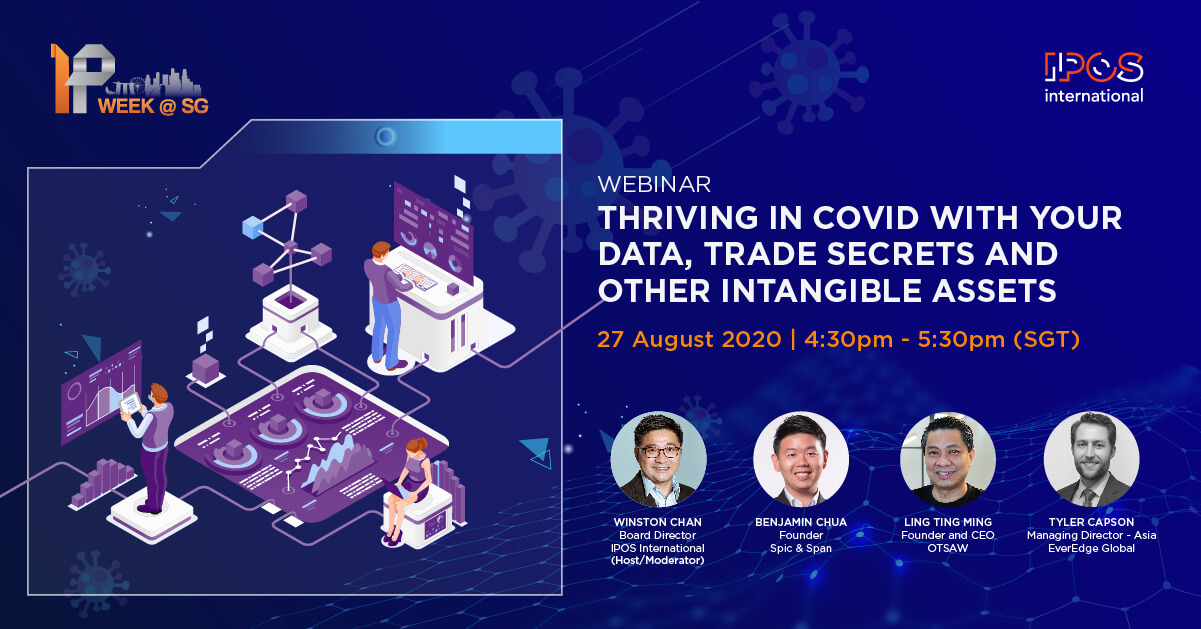 IP
WEEK @ SG
IPOS
international
WEBINAR
THRIVING IN COVID WITH YOUR
DATA, TRADE SECRETS AND
OTHER INTANGIBLE ASSETS
27 August 2020 | 4:30pm - 5:30pm (SGT)
WINSTON CHAN
Board Director
IPOS International
(Host/Moderator)
BENJAMIN CHUA
Founder
Spic & Span
LING TING MING
Founder and CEO
OTSAW
TYLER CAPSON
Managing Director - Asia
EverEdge Global